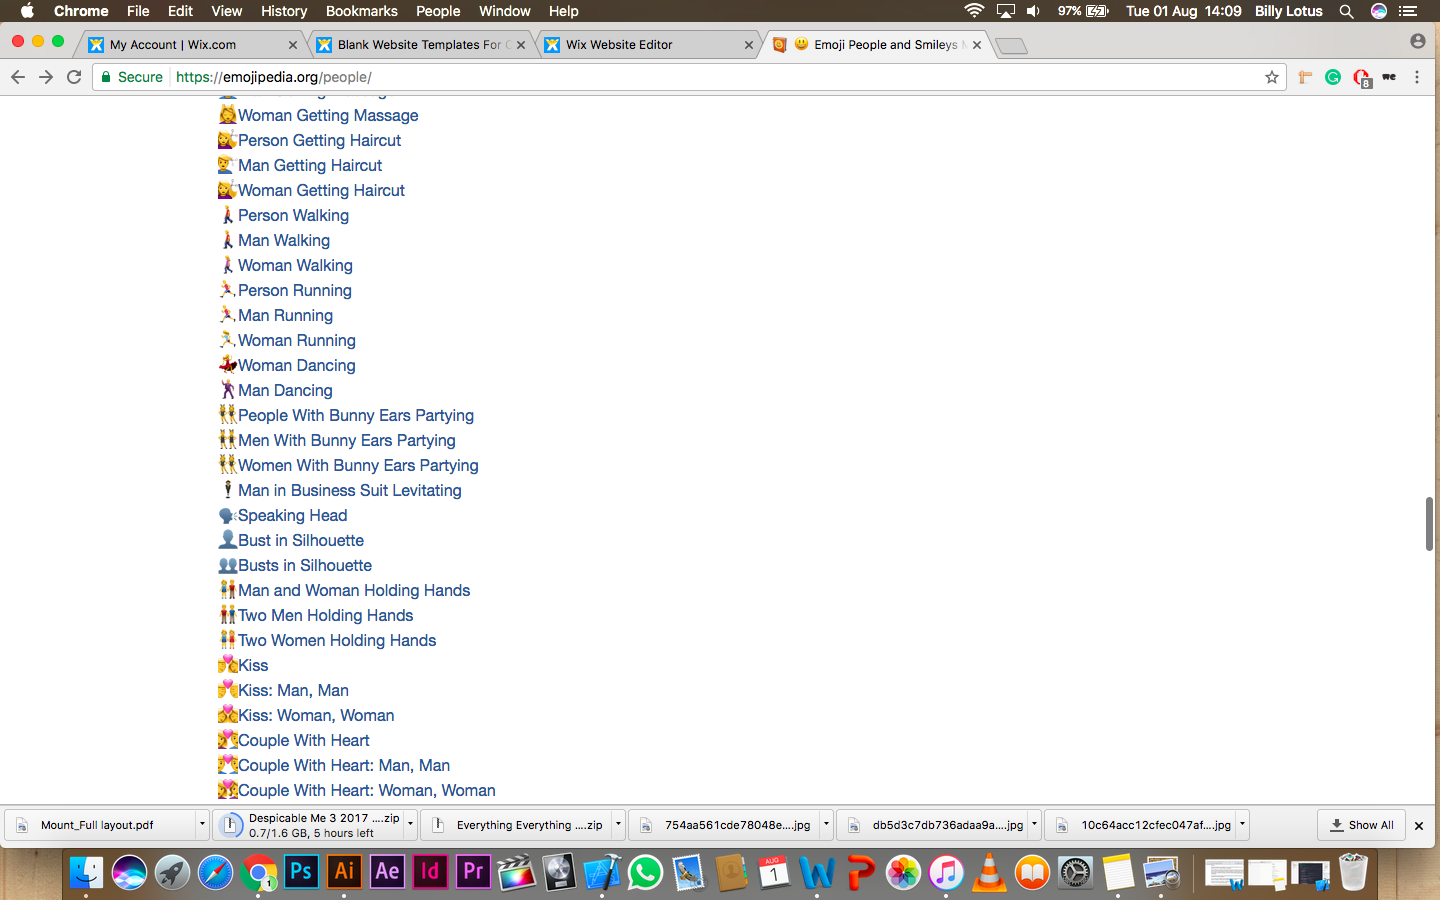 Chrome File Edit View History Bookmarks People Window Help 97% Tue 01 Aug 14:09 Billy Lotus
My Account | Wix.com Blank Website Templates For Wix Website Editor Emoji People and Smileys
Secure https://emojipedia.org/people/ 8
Woman Getting Massage
Person Getting Haircut
Man Getting Haircut
Woman Getting Haircut
Person Walking
Man Walking
Woman Walking
Person Running
Man Running
Woman Running
Woman Dancing
Man Dancing
People With Bunny Ears Partying
Men With Bunny Ears Partying
Women With Bunny Ears Partying
Man in Business Suit Levitating
Speaking Head
Bust in Silhouette
Busts in Silhouette
Man and Woman Holding Hands
Two Men Holding Hands
Two Women Holding Hands
Kiss
Kiss: Man, Man
Kiss: Woman, Woman
Couple With Heart
Couple With Heart: Man, Man
Couple With Heart: Woman, Woman
Mount_Full layout.pdf
Despicable Me 3 2017 ....zip
0.7/1.6 GB, 5 hours left
Everything Everything ....zip
754aa561cde78048e....jpg
db5d3c7db736adaa9a....jpg
10c64acc12cfec047af....jpg
Show All
1 Ps Ai Ae Id Pr AUG 1